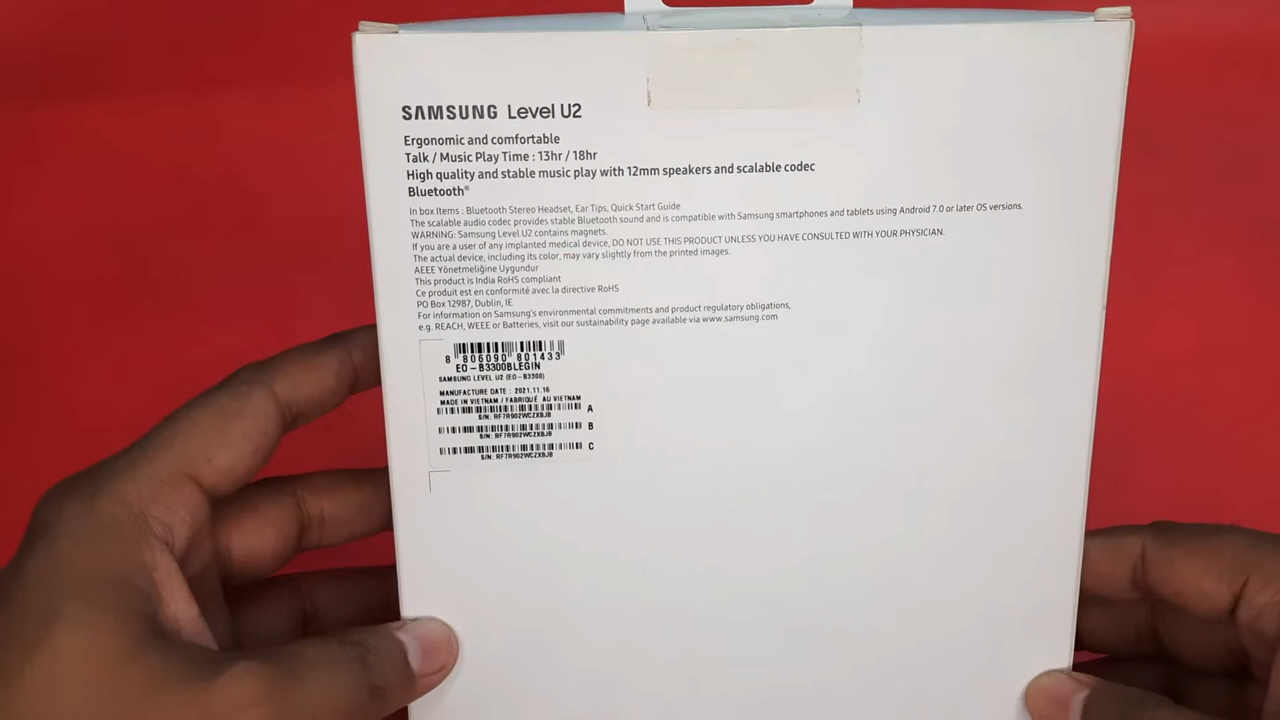 SAMSUNG Level U2
Ergonomic and comfortable
Talk / Music Play Time : 13hr / 18hr
High quality and stable music play with 12mm speakers and scalable codec
Bluetooth®
In box Items : Bluetooth Stereo Headset, Ear Tips, Quick Start Guide
The scalable audio codec provides stable Bluetooth sound and is compatible with Samsung smartphones and tablets using Android 7.0 or later OS versions.
WARNING: Samsung Level U2 contains magnets.
If you are a user of any implanted medical device, DO NOT USE THIS PRODUCT UNLESS YOU HAVE CONSULTED WITH YOUR PHYSICIAN.
The actual device, including its color, may vary slightly from the printed images.
AEEE Yönetmeliğine Uygundur
This product is India RoHS compliant
Ce produit est en conformité avec la directive RoHS
PO Box 12987, Dublin, IE
For information on Samsung's environmental commitments and product regulatory obligations,
e.g. REACH, WEEE or Batteries, visit our sustainability page available via www.samsung.com
8 806090 801433
EO-B3300BLEGIN
SAMSUNG LEVEL U2 (EO-B3300)
MANUFACTURE DATE : 2021.11.16
MADE IN VIETNAM / FABRIQUÉ AU VIETNAM
A
S/N: RF7R902WCZXBJB
B
S/N: RF7R902WCZXBJB
C
S/N: RF7R902WCZXBJB